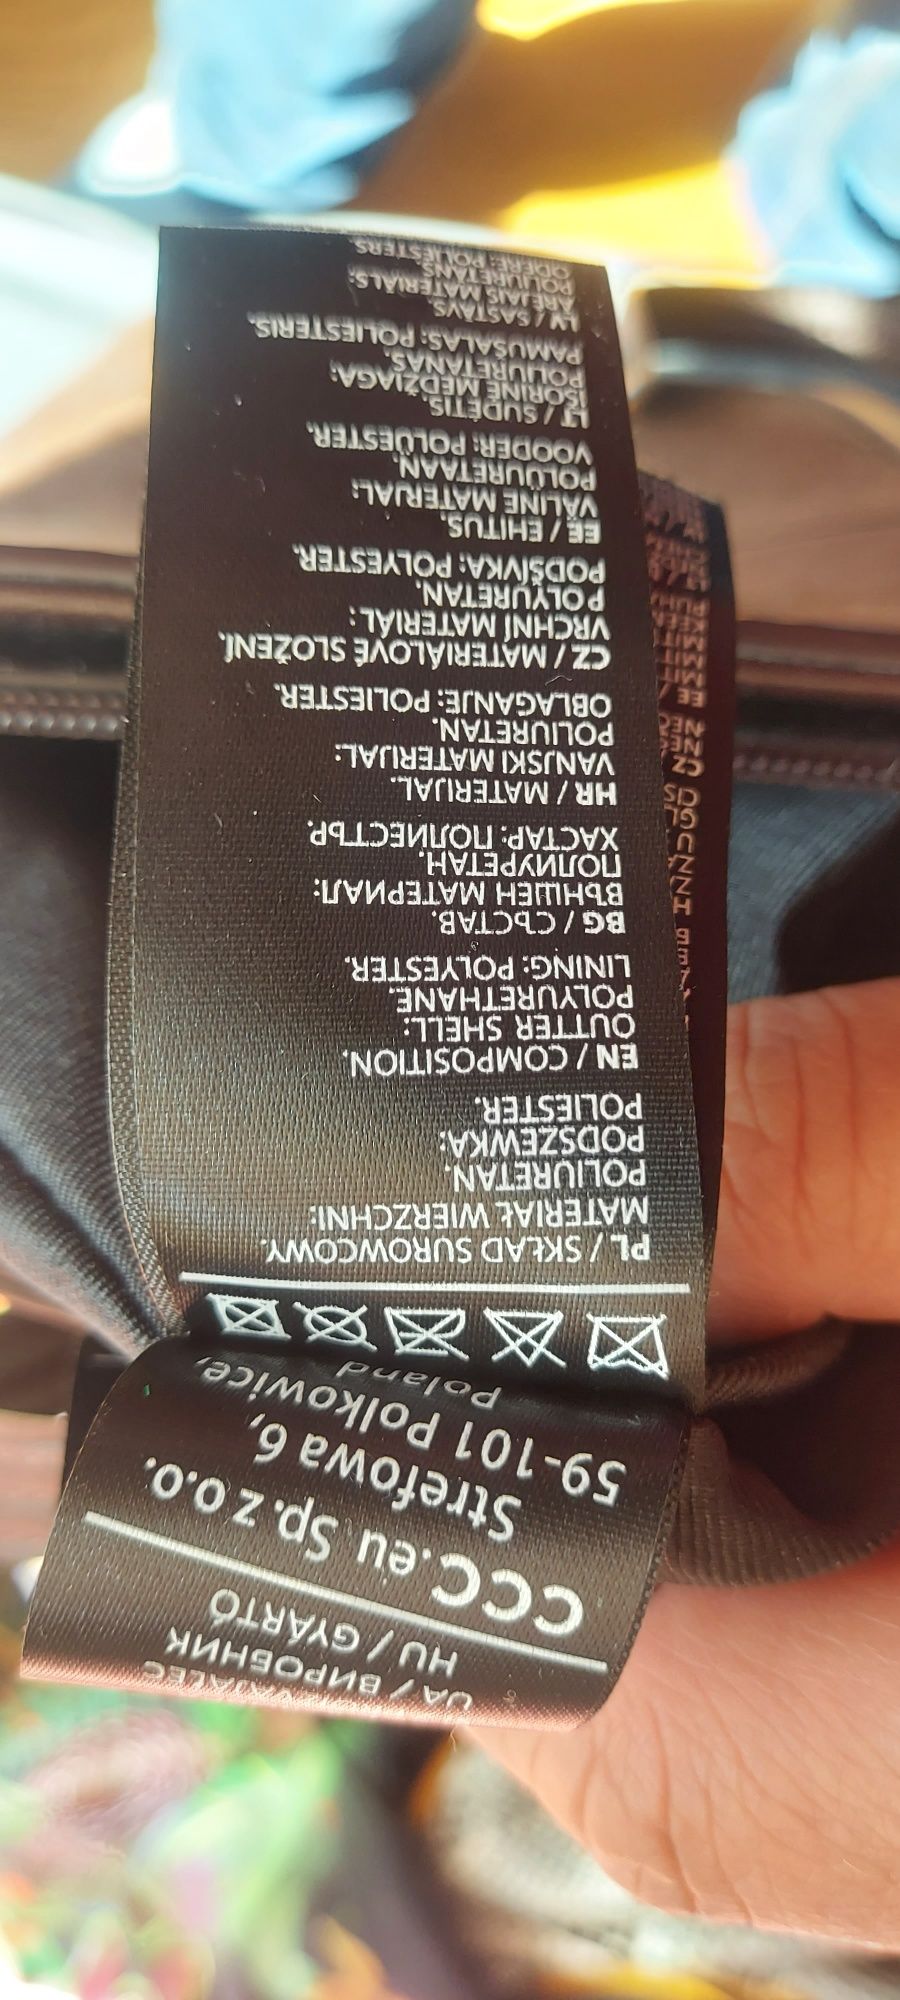 UA / ВИРОБНИК
HU / GYÁRTÓ
CCC.eu Sp.z o.o.
Strefowa 6,
59-101 Polkowice,
Poland
PL / SKŁAD SUROWCOWY.
MATERIAŁ WIERZCHNI:
POLIURETAN.
PODSZEWKA:
POLIESTER.
EN / COMPOSITION.
OUTTER SHELL:
POLYURETHANE.
LINING: POLYESTER.
BG / СЪСТАВ.
ВЪНШЕН МАТЕРИАЛ:
ПОЛИУРЕТАН.
ХАСТАР: ПОЛИЕСТЪР.
HR / MATERIJAL.
VANJSKI MATERIJAL:
POLIURETAN.
OBLAGANJE: POLIESTER.
CZ / MATERIÁLOVÉ SLOŽENÍ.
VRCHNÍ MATERIÁL:
POLYURETAN.
PODŠÍVKA: POLYESTER.
EE / EHITUS.
VÄLINE MATERJAL:
POLÜURETAAN.
VOODER: POLÜESTER.
LT / SUDĖTIS.
IŠORINĖ MEDŽIAGA:
POLIURETANAS.
PAMUŠALAS: POLIESTERIS.
LV / SASTĀVS
ĀRĒJAIS MATERIĀLS:
POLIURETĀNS
ODERE: POLIESTERS